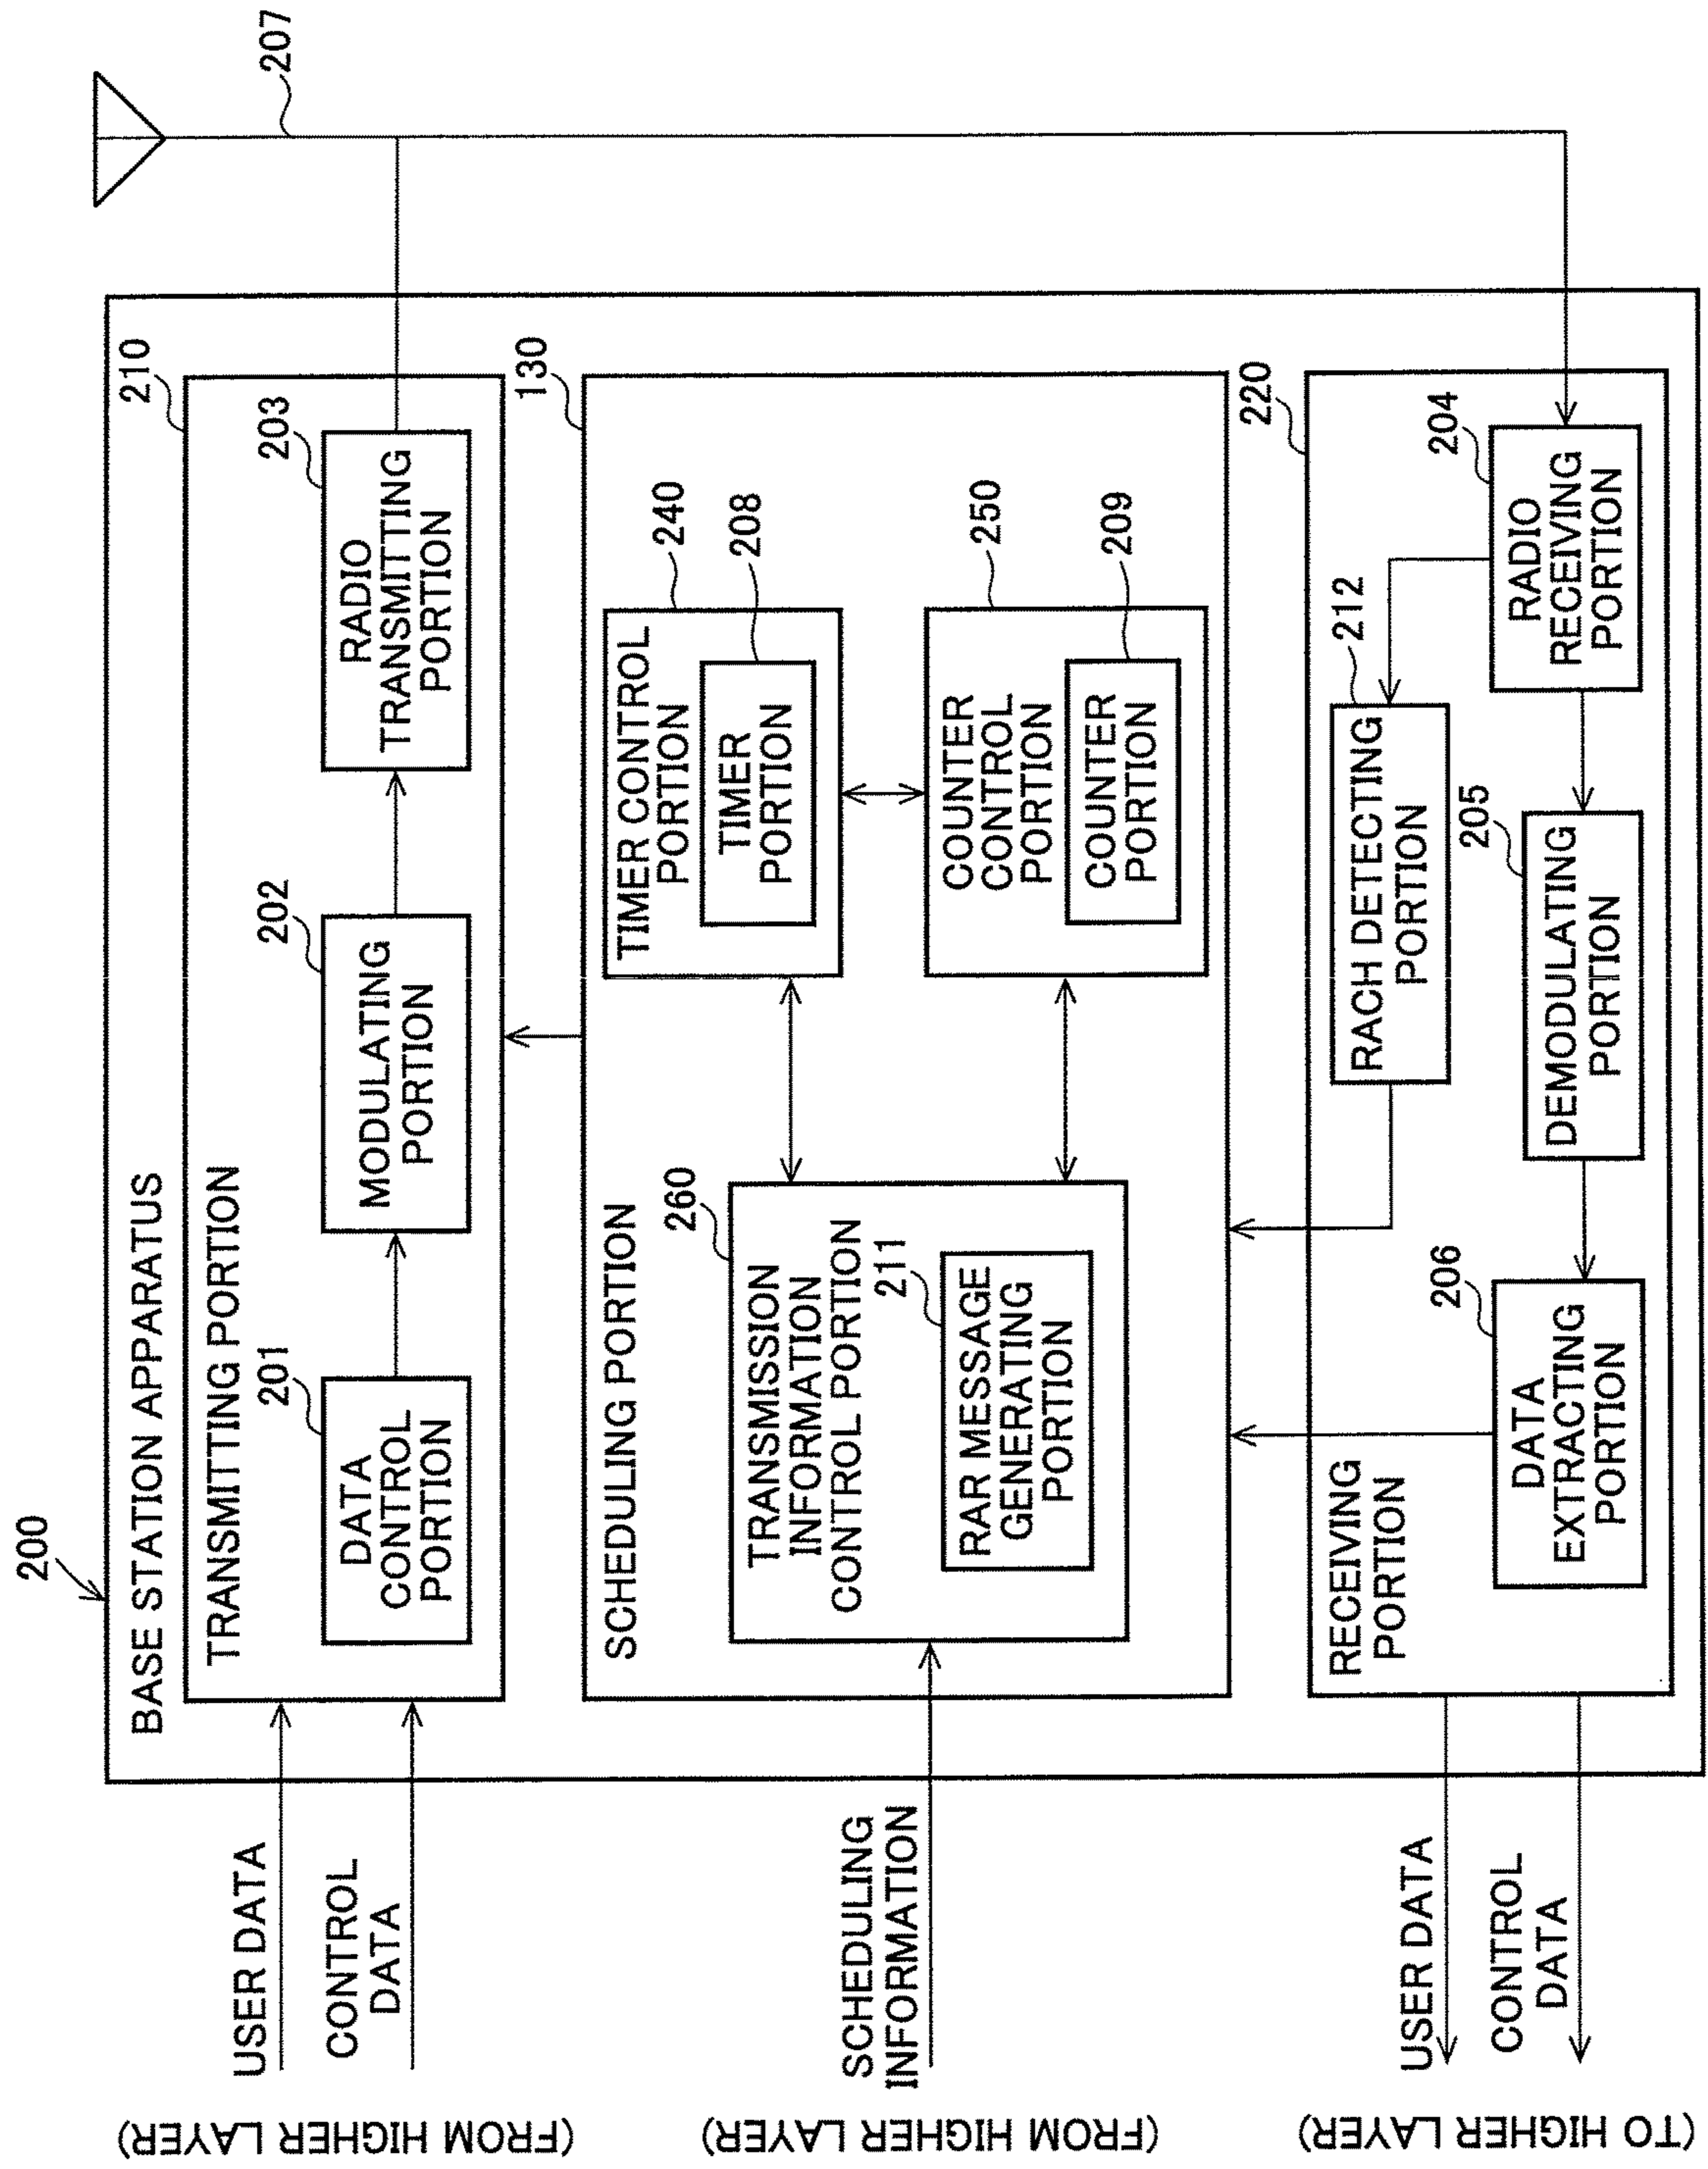 200
BASE STATION APPARATUS
210
TRANSMITTING PORTION
201
DATA
CONTROL
PORTION
202
MODULATING
PORTION
203
RADIO
TRANSMITTING
PORTION
207
USER DATA
CONTROL
DATA
(FROM HIGHER LAYER)
130
SCHEDULING PORTION
260
TRANSMISSION
INFORMATION
CONTROL PORTION
211
RAR MESSAGE
GENERATING
PORTION
240
TIMER CONTROL
PORTION
208
TIMER
PORTION
250
COUNTER
CONTROL
PORTION
209
COUNTER
PORTION
SCHEDULING
INFORMATION
(FROM HIGHER LAYER)
220
RECEIVING
PORTION
212
RACH DETECTING
PORTION
204
RADIO
RECEIVING
PORTION
205
DEMODULATING
PORTION
206
DATA
EXTRACTING
PORTION
USER DATA
CONTROL
DATA
(TO HIGHER LAYER)